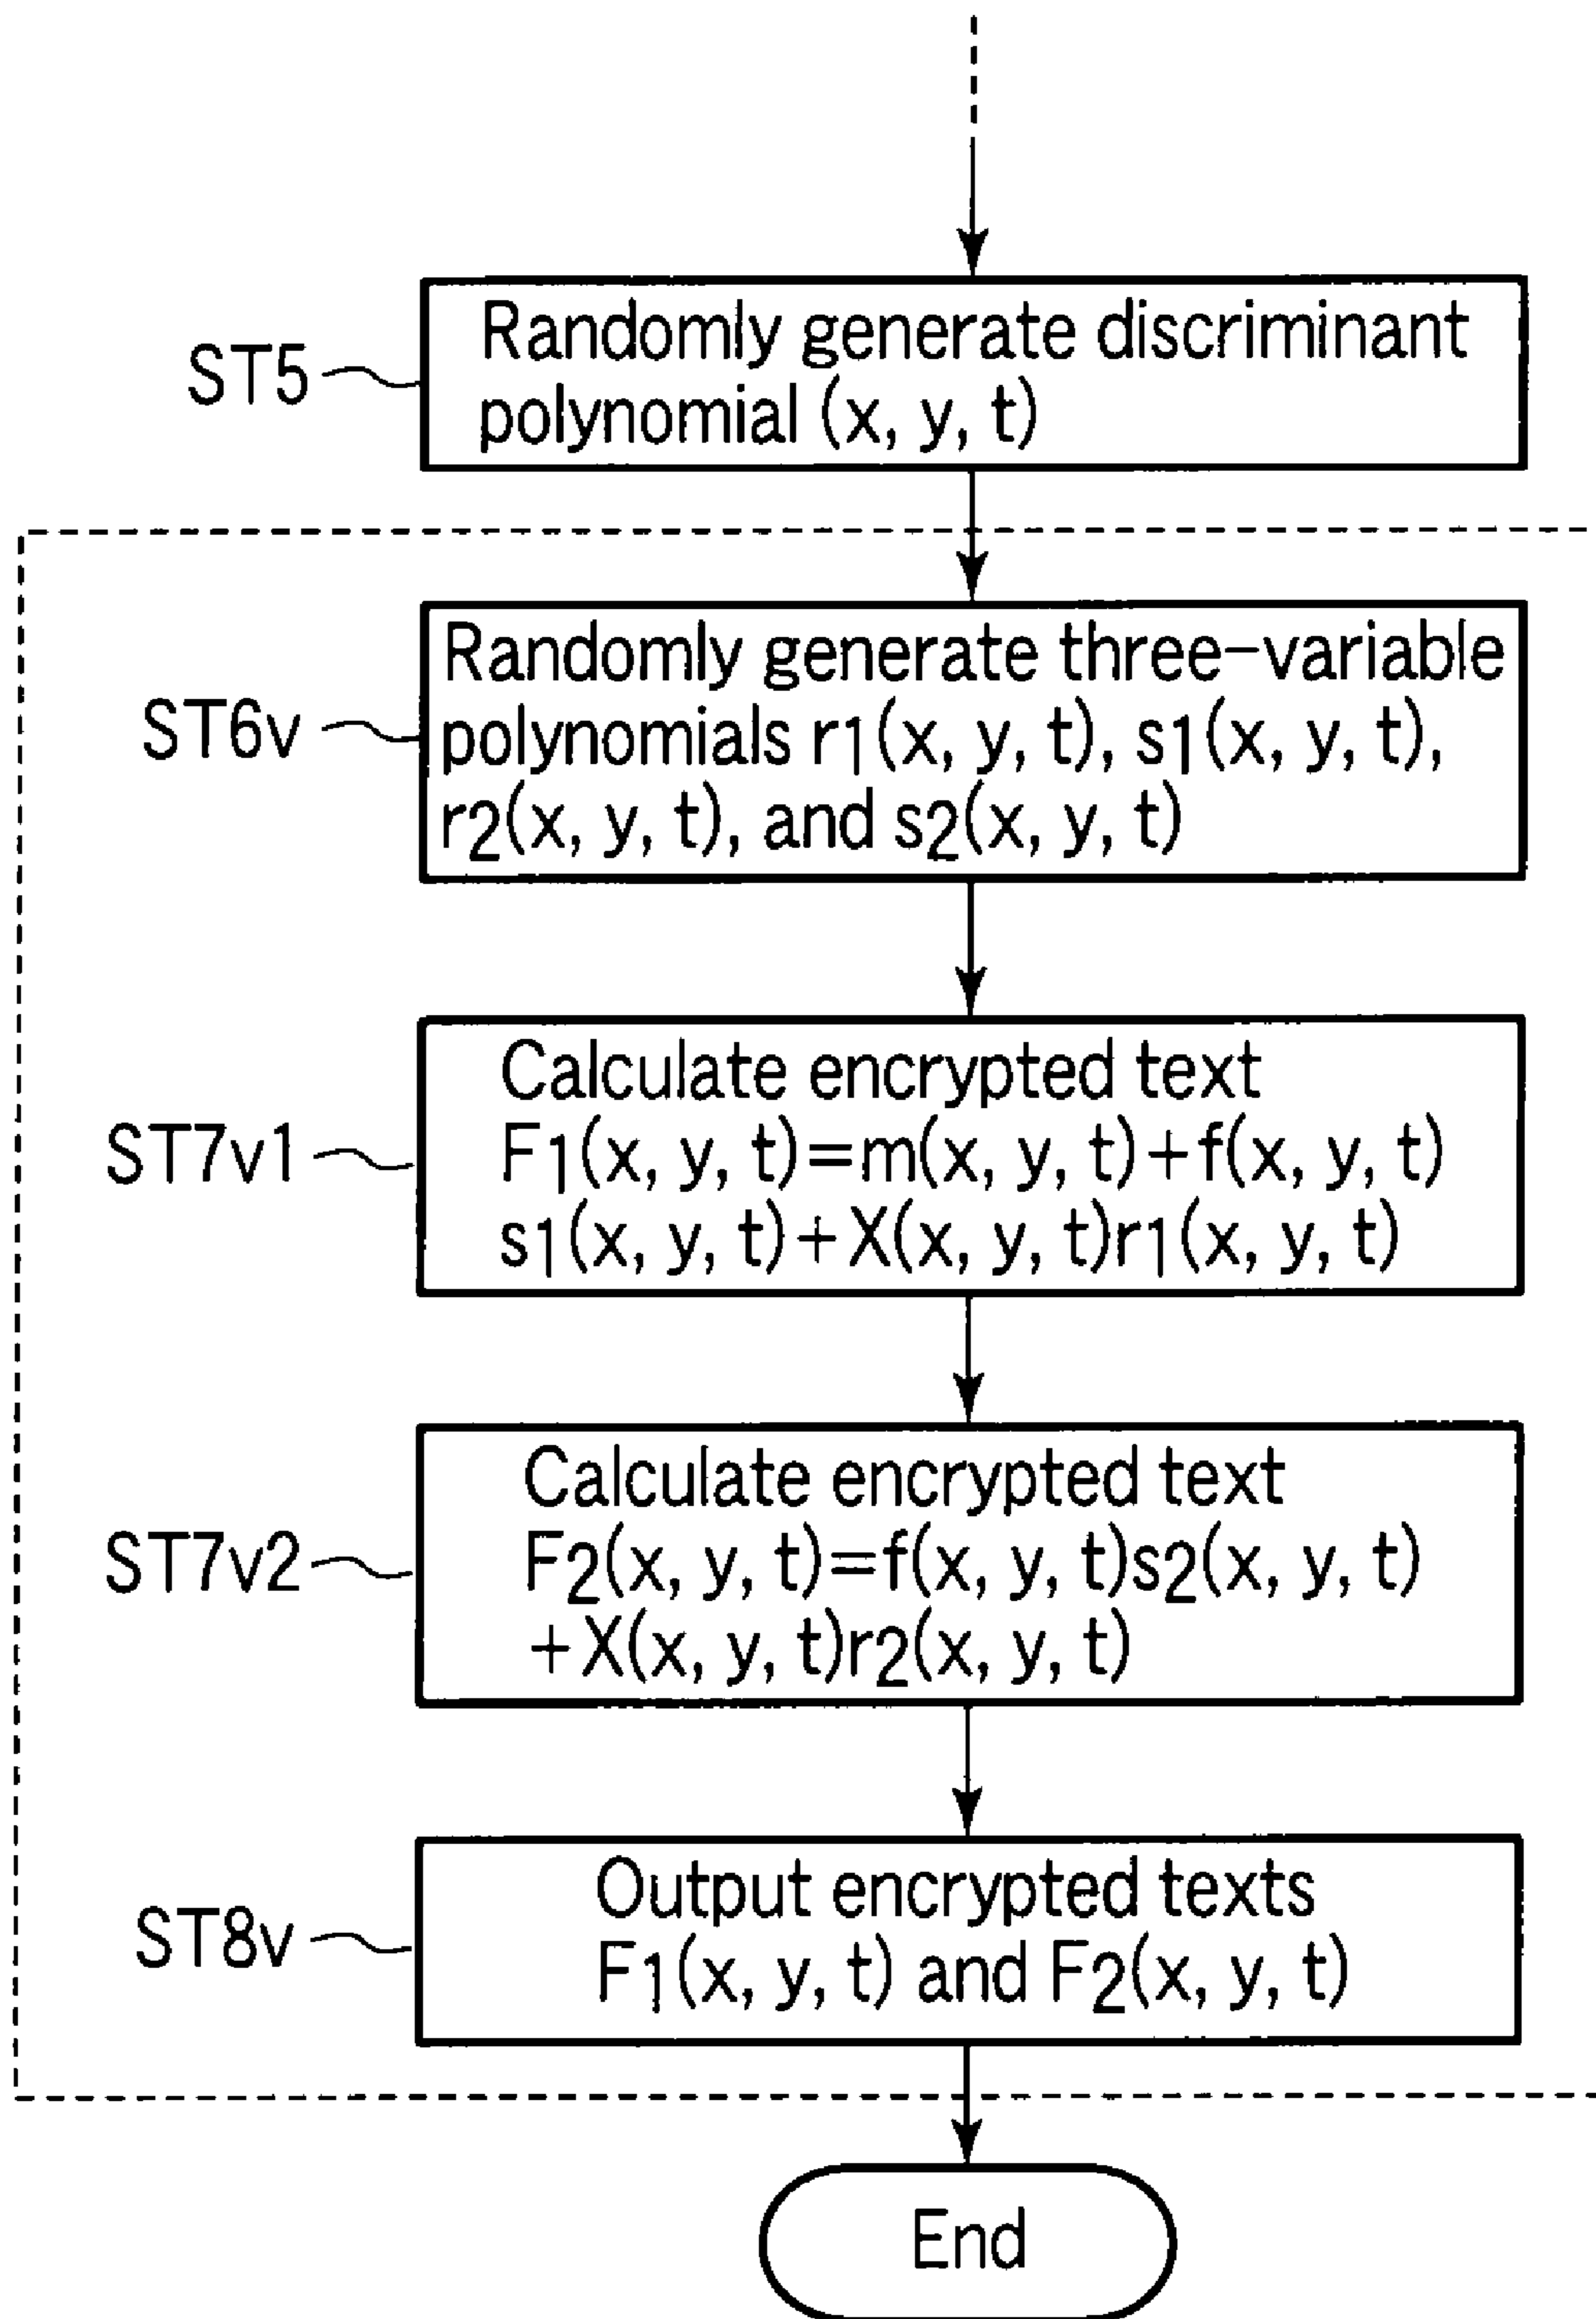 ST5
Randomly generate discriminant
polynomial (x, y, t)
ST6v
Randomly generate three-variable
polynomials r1(x, y, t), s1(x, y, t),
r2(x, y, t), and s2(x, y, t)
ST7v1
Calculate encrypted text
F1(x, y, t)=m(x, y, t)+f(x, y, t)
s1(x, y, t)+X(x, y, t)r1(x, y, t)
ST7v2
Calculate encrypted text
F2(x, y, t)=f(x, y, t)s2(x, y, t)
+X(x, y, t)r2(x, y, t)
ST8v
Output encrypted texts
F1(x, y, t) and F2(x, y, t)
End